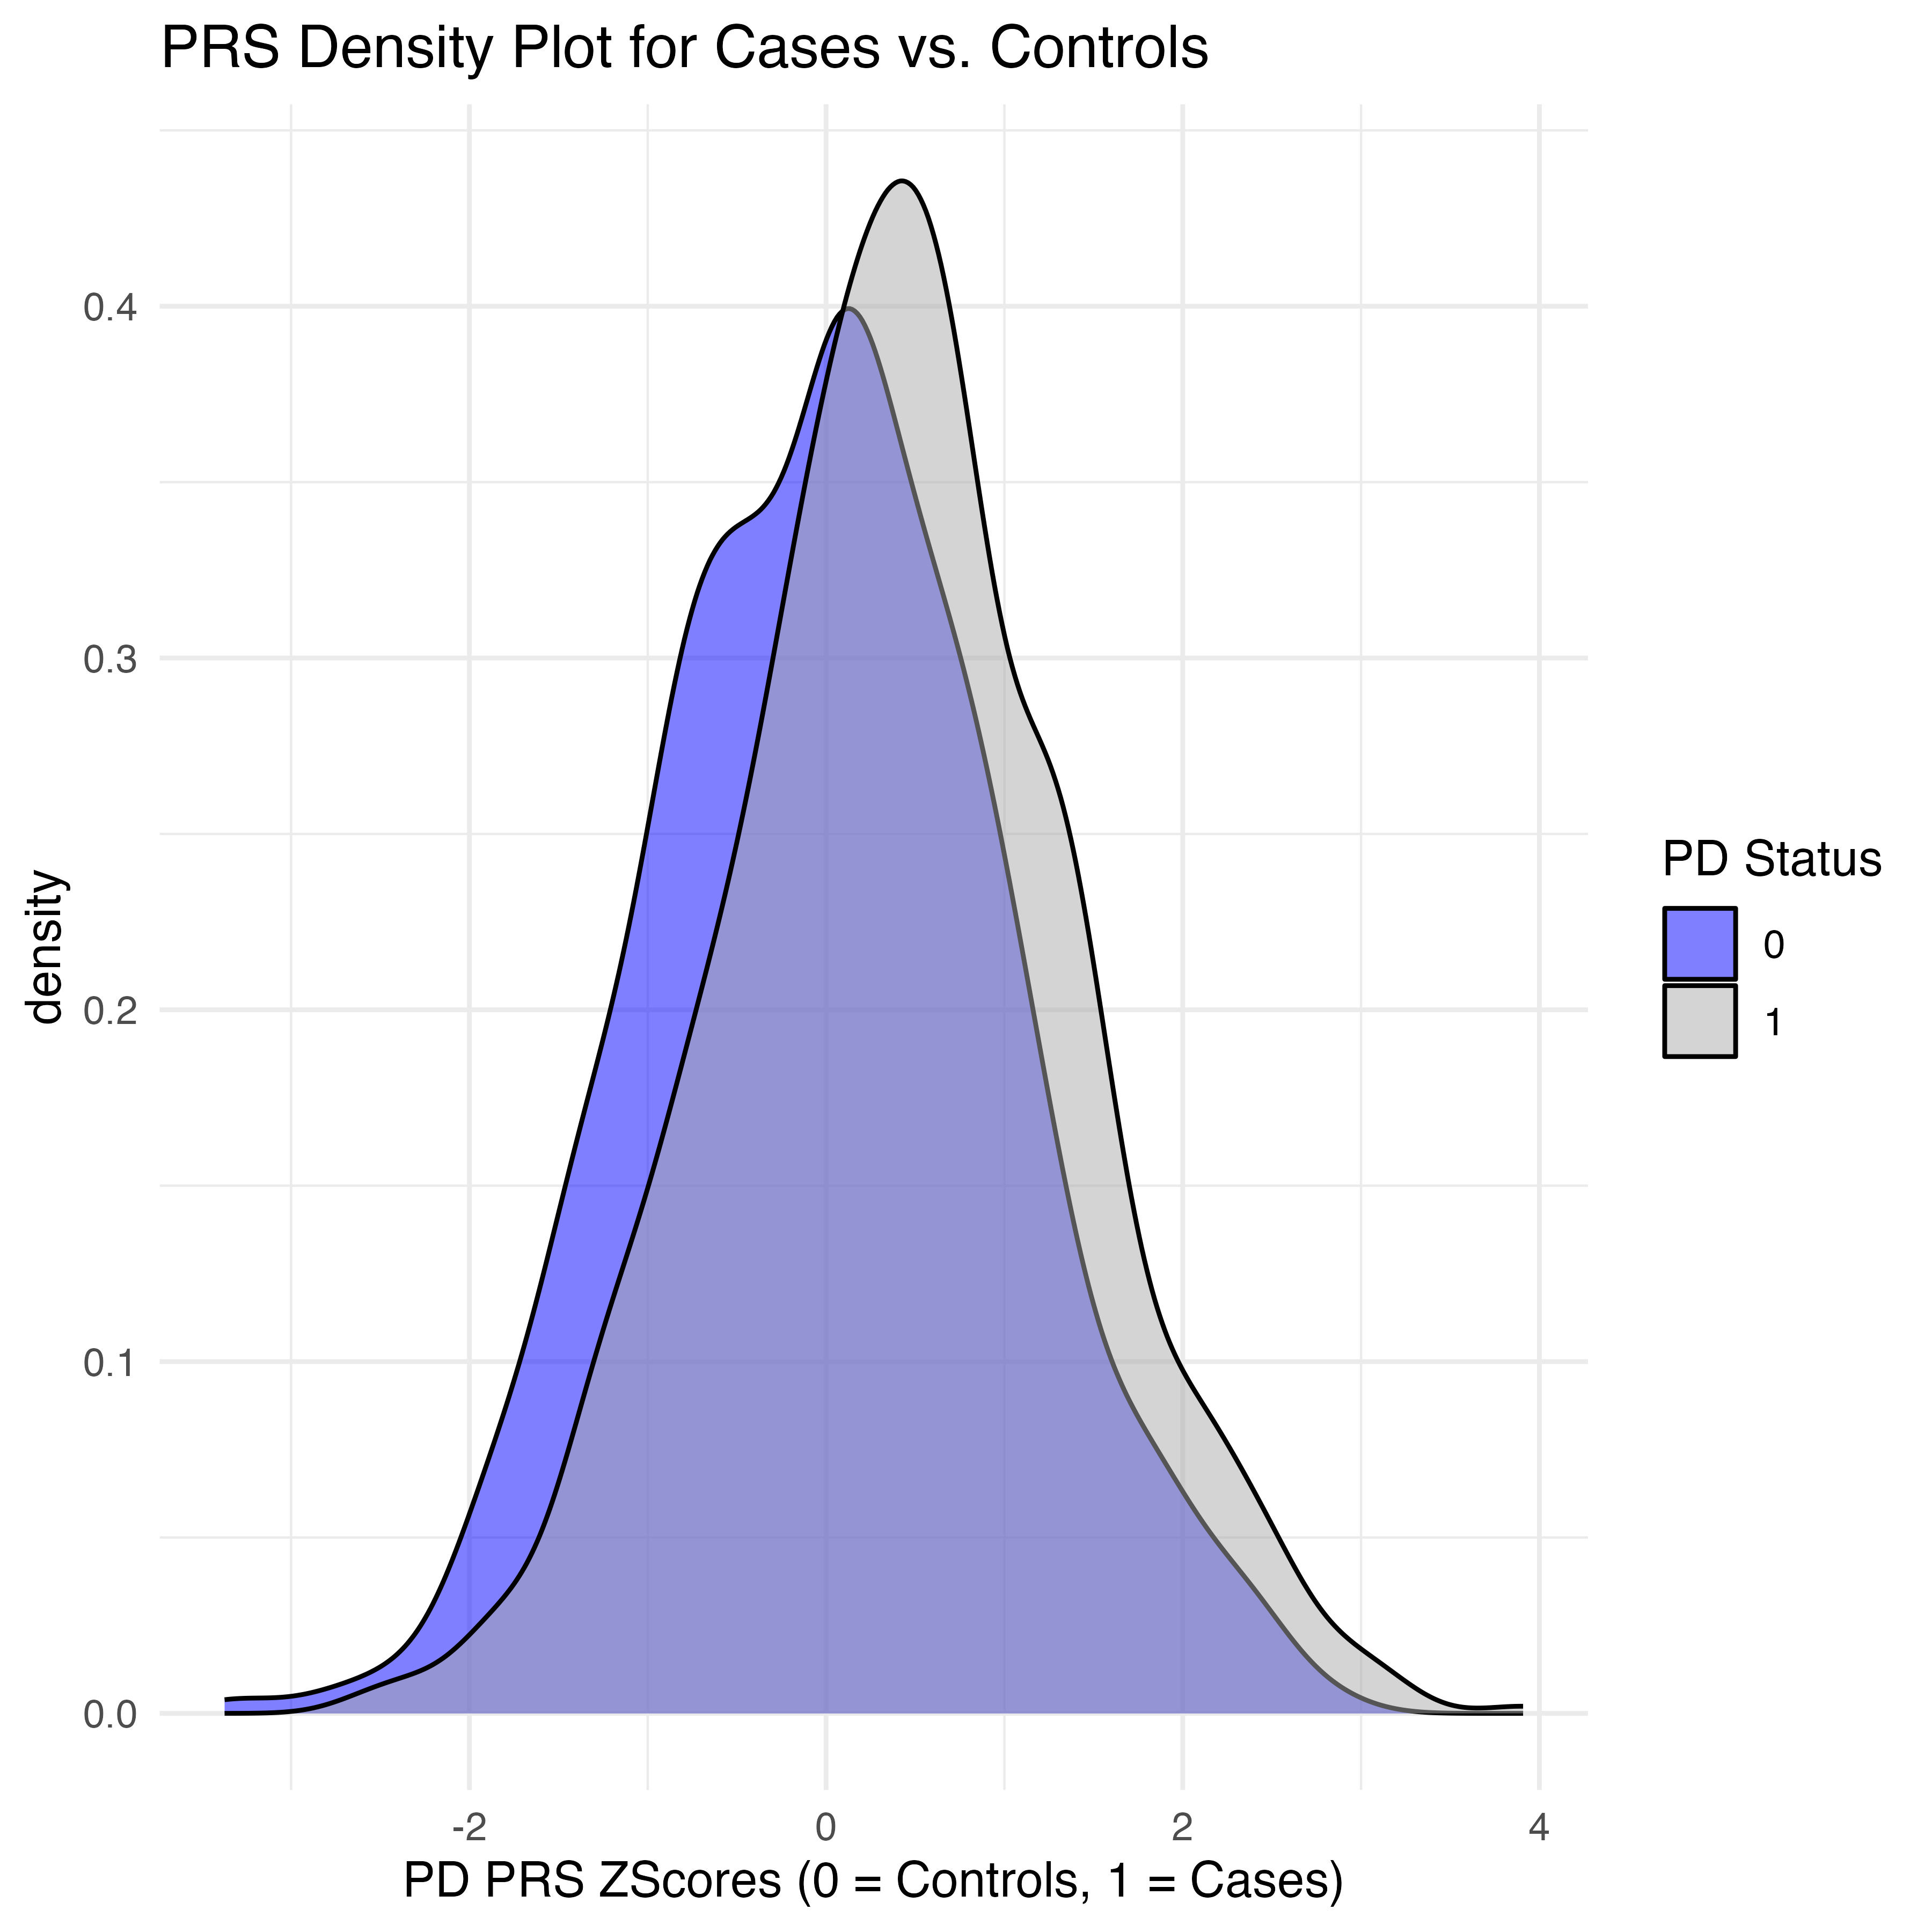 PRS Density Plot for Cases vs. Controls
0.4
0.3
0.2
0.1
0.0
density
-2 0 2 4
PD PRS ZScores (0 = Controls, 1 = Cases)
PD Status
0
1